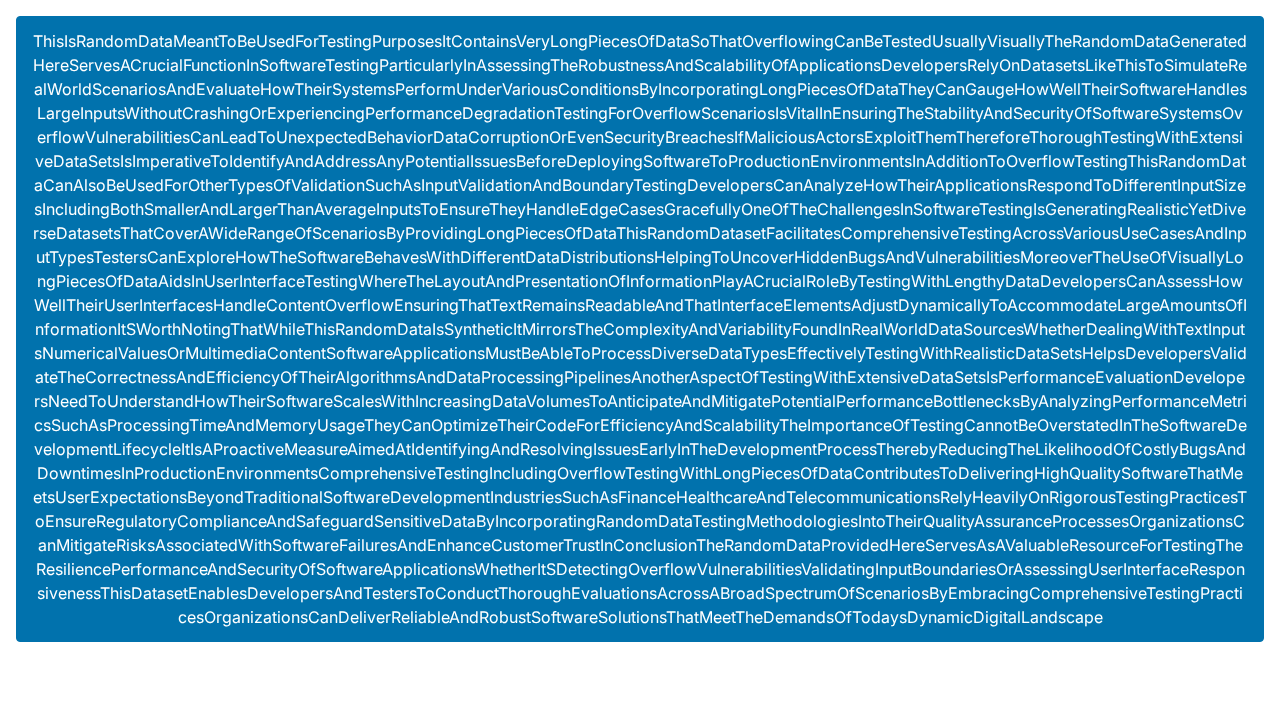 ThisIsRandomDataMeantToBeUsedForTestingPurposesItContainsVeryLongPiecesOfDataSoThatOverflowingCanBeTestedUsuallyVisuallyTheRandomDataGenerated
HereServesACrucialFunctionInSoftwareTestingParticularlyInAssessingTheRobustnessAndScalabilityOfApplicationsDevelopersRelyOnDatasetsLikeThisToSimulateRe
alWorldScenariosAndEvaluateHowTheirSystemsPerformUnderVariousConditionsByIncorporatingLongPiecesOfDataTheyCanGaugeHowWellTheirSoftwareHandles
LargeInputsWithoutCrashingOrExperiencingPerformanceDegradationTestingForOverflowScenariosIsVitalInEnsuringTheStabilityAndSecurityOfSoftwareSystemsOv
erflowVulnerabilitiesCanLeadToUnexpectedBehaviorDataCorruptionOrEvenSecurityBreachesIfMaliciousActorsExploitThemThereforeThoroughTestingWithExtensi
veDataSetsIsImperativeToIdentifyAndAddressAnyPotentialIssuesBeforeDeployingSoftwareToProductionEnvironmentsInAdditionToOverflowTestingThisRandomDat
aCanAlsoBeUsedForOtherTypesOfValidationSuchAsInputValidationAndBoundaryTestingDevelopersCanAnalyzeHowTheirApplicationsRespondToDifferentInputSize
sIncludingBothSmallerAndLargerThanAverageInputsToEnsureTheyHandleEdgeCasesGracefullyOneOfTheChallengesInSoftwareTestingIsGeneratingRealisticYetDive
rseDatasetsThatCoverAWideRangeOfScenariosByProvidingLongPiecesOfDataThisRandomDatasetFacilitatesComprehensiveTestingAcrossVariousUseCasesAndInp
utTypesTestersCanExploreHowTheSoftwareBehavesWithDifferentDataDistributionsHelpingToUncoverHiddenBugsAndVulnerabilitiesMoreoverTheUseOfVisuallyLo
ngPiecesOfDataAidsInUserInterfaceTestingWhereTheLayoutAndPresentationOfInformationPlayACrucialRoleByTestingWithLengthyDataDevelopersCanAssessHow
WellTheirUserInterfacesHandleContentOverflowEnsuringThatTextRemainsReadableAndThatInterfaceElementsAdjustDynamicallyToAccommodateLargeAmountsOfI
nformationItSWorthNotingThatWhileThisRandomDataIsSyntheticItMirrorsTheComplexityAndVariabilityFoundInRealWorldDataSourcesWhetherDealingWithTextInput
sNumericalValuesOrMultimediaContentSoftwareApplicationsMustBeAbleToProcessDiverseDataTypesEffectivelyTestingWithRealisticDataSetsHelpsDevelopersValid
ateTheCorrectnessAndEfficiencyOfTheirAlgorithmsAndDataProcessingPipelinesAnotherAspectOfTestingWithExtensiveDataSetsIsPerformanceEvaluationDevelope
rsNeedToUnderstandHowTheirSoftwareScalesWithIncreasingDataVolumesToAnticipateAndMitigatePotentialPerformanceBottlenecksByAnalyzingPerformanceMetri
csSuchAsProcessingTimeAndMemoryUsageTheyCanOptimizeTheirCodeForEfficiencyAndScalabilityTheImportanceOfTestingCannotBeOverstatedInTheSoftwareDe
velopmentLifecycleItIsAProactiveMeasureAimedAtIdentifyingAndResolvingIssuesEarlyInTheDevelopmentProcessTherebyReducingTheLikelihoodOfCostlyBugsAnd
DowntimesInProductionEnvironmentsComprehensiveTestingIncludingOverflowTestingWithLongPiecesOfDataContributesToDeliveringHighQualitySoftwareThatMe
etsUserExpectationsBeyondTraditionalSoftwareDevelopmentIndustriesSuchAsFinanceHealthcareAndTelecommunicationsRelyHeavilyOnRigorousTestingPracticesT
oEnsureRegulatoryComplianceAndSafeguardSensitiveDataByIncorporatingRandomDataTestingMethodologiesIntoTheirQualityAssuranceProcessesOrganizationsC
anMitigateRisksAssociatedWithSoftwareFailuresAndEnhanceCustomerTrustInConclusionTheRandomDataProvidedHereServesAsAValuableResourceForTestingThe
ResiliencePerformanceAndSecurityOfSoftwareApplicationsWhetherItSDetectingOverflowVulnerabilitiesValidatingInputBoundariesOrAssessingUserInterfaceRespon
sivenessThisDatasetEnablesDevelopersAndTestersToConductThoroughEvaluationsAcrossABroadSpectrumOfScenariosByEmbracingComprehensiveTestingPracti
cesOrganizationsCanDeliverReliableAndRobustSoftwareSolutionsThatMeetTheDemandsOfTodaysDynamicDigitalLandscape